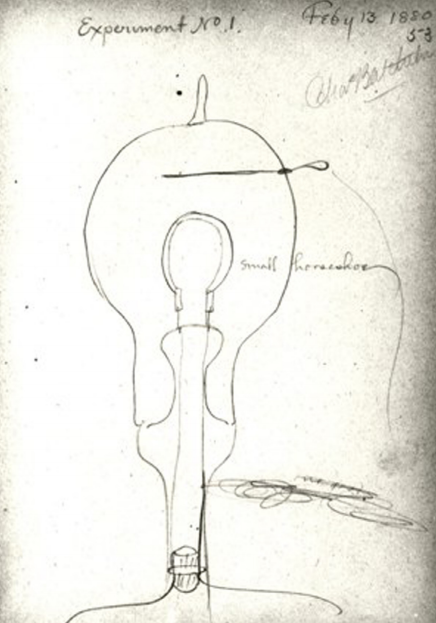 Experiment No. 1.
Feby 13 1880
53
Chas Batchelor
small horseshoe